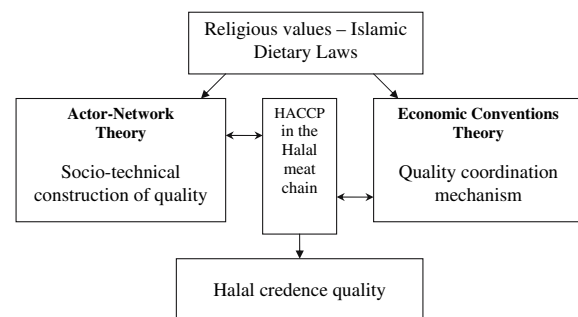 Religious values – Islamic
Dietary Laws
Actor-Network
Theory
Socio-technical
construction of quality
HACCP
in the
Halal
meat
chain
Economic Conventions
Theory
Quality coordination
mechanism
Halal credence quality